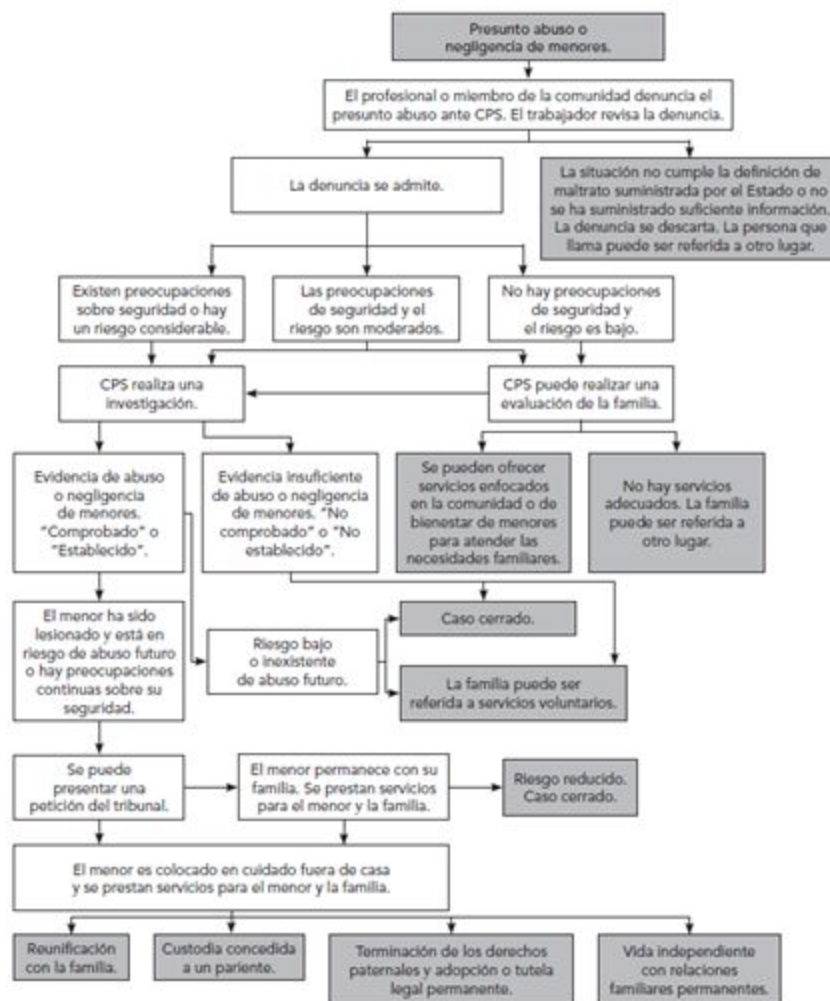 Presunto abuso o
negligencia de menores.
El profesional o miembro de la comunidad denuncia el
presunto abuso ante CPS. El trabajador revisa la denuncia.
La denuncia se admite.
La situación no cumple la definición de
maltrato suministrada por el Estado o no
se ha suministrado suficiente información.
La denuncia se descarta. La persona que
llama puede ser referida a otro lugar.
Existen preocupaciones
sobre seguridad o hay
un riesgo considerable.
Las preocupaciones
de seguridad y el
riesgo son moderados.
No hay preocupaciones
de seguridad y
el riesgo es bajo.
CPS realiza una
investigación.
CPS puede realizar una
evaluación de la familia.
Evidencia de abuso
o negligencia
de menores.
"Comprobado" o
"Establecido".
Evidencia insuficiente
de abuso o negligencia
de menores. "No
comprobado" o "No
establecido".
Se pueden ofrecer
servicios enfocados
en la comunidad o de
bienestar de menores
para atender las
necesidades familiares.
No hay servicios
adecuados. La familia
puede ser referida a
otro lugar.
El menor ha sido
lesionado y está en
riesgo de abuso futuro
o hay preocupaciones
continuas sobre su
seguridad.
Riesgo bajo
o inexistente
de abuso futuro.
Caso cerrado.
La familia puede ser
referida a servicios voluntarios.
Se puede
presentar una
petición del tribunal.
El menor permanece con su
familia. Se prestan servicios
para el menor y la familia.
Riesgo reducido.
Caso cerrado.
El menor es colocado en cuidado fuera de casa
y se prestan servicios para el menor y la familia.
Reunificación
con la familia.
Custodia concedida
a un pariente.
Terminación de los derechos
paternales y adopción o tutela
legal permanente.
Vida independiente
con relaciones
familiares permanentes.